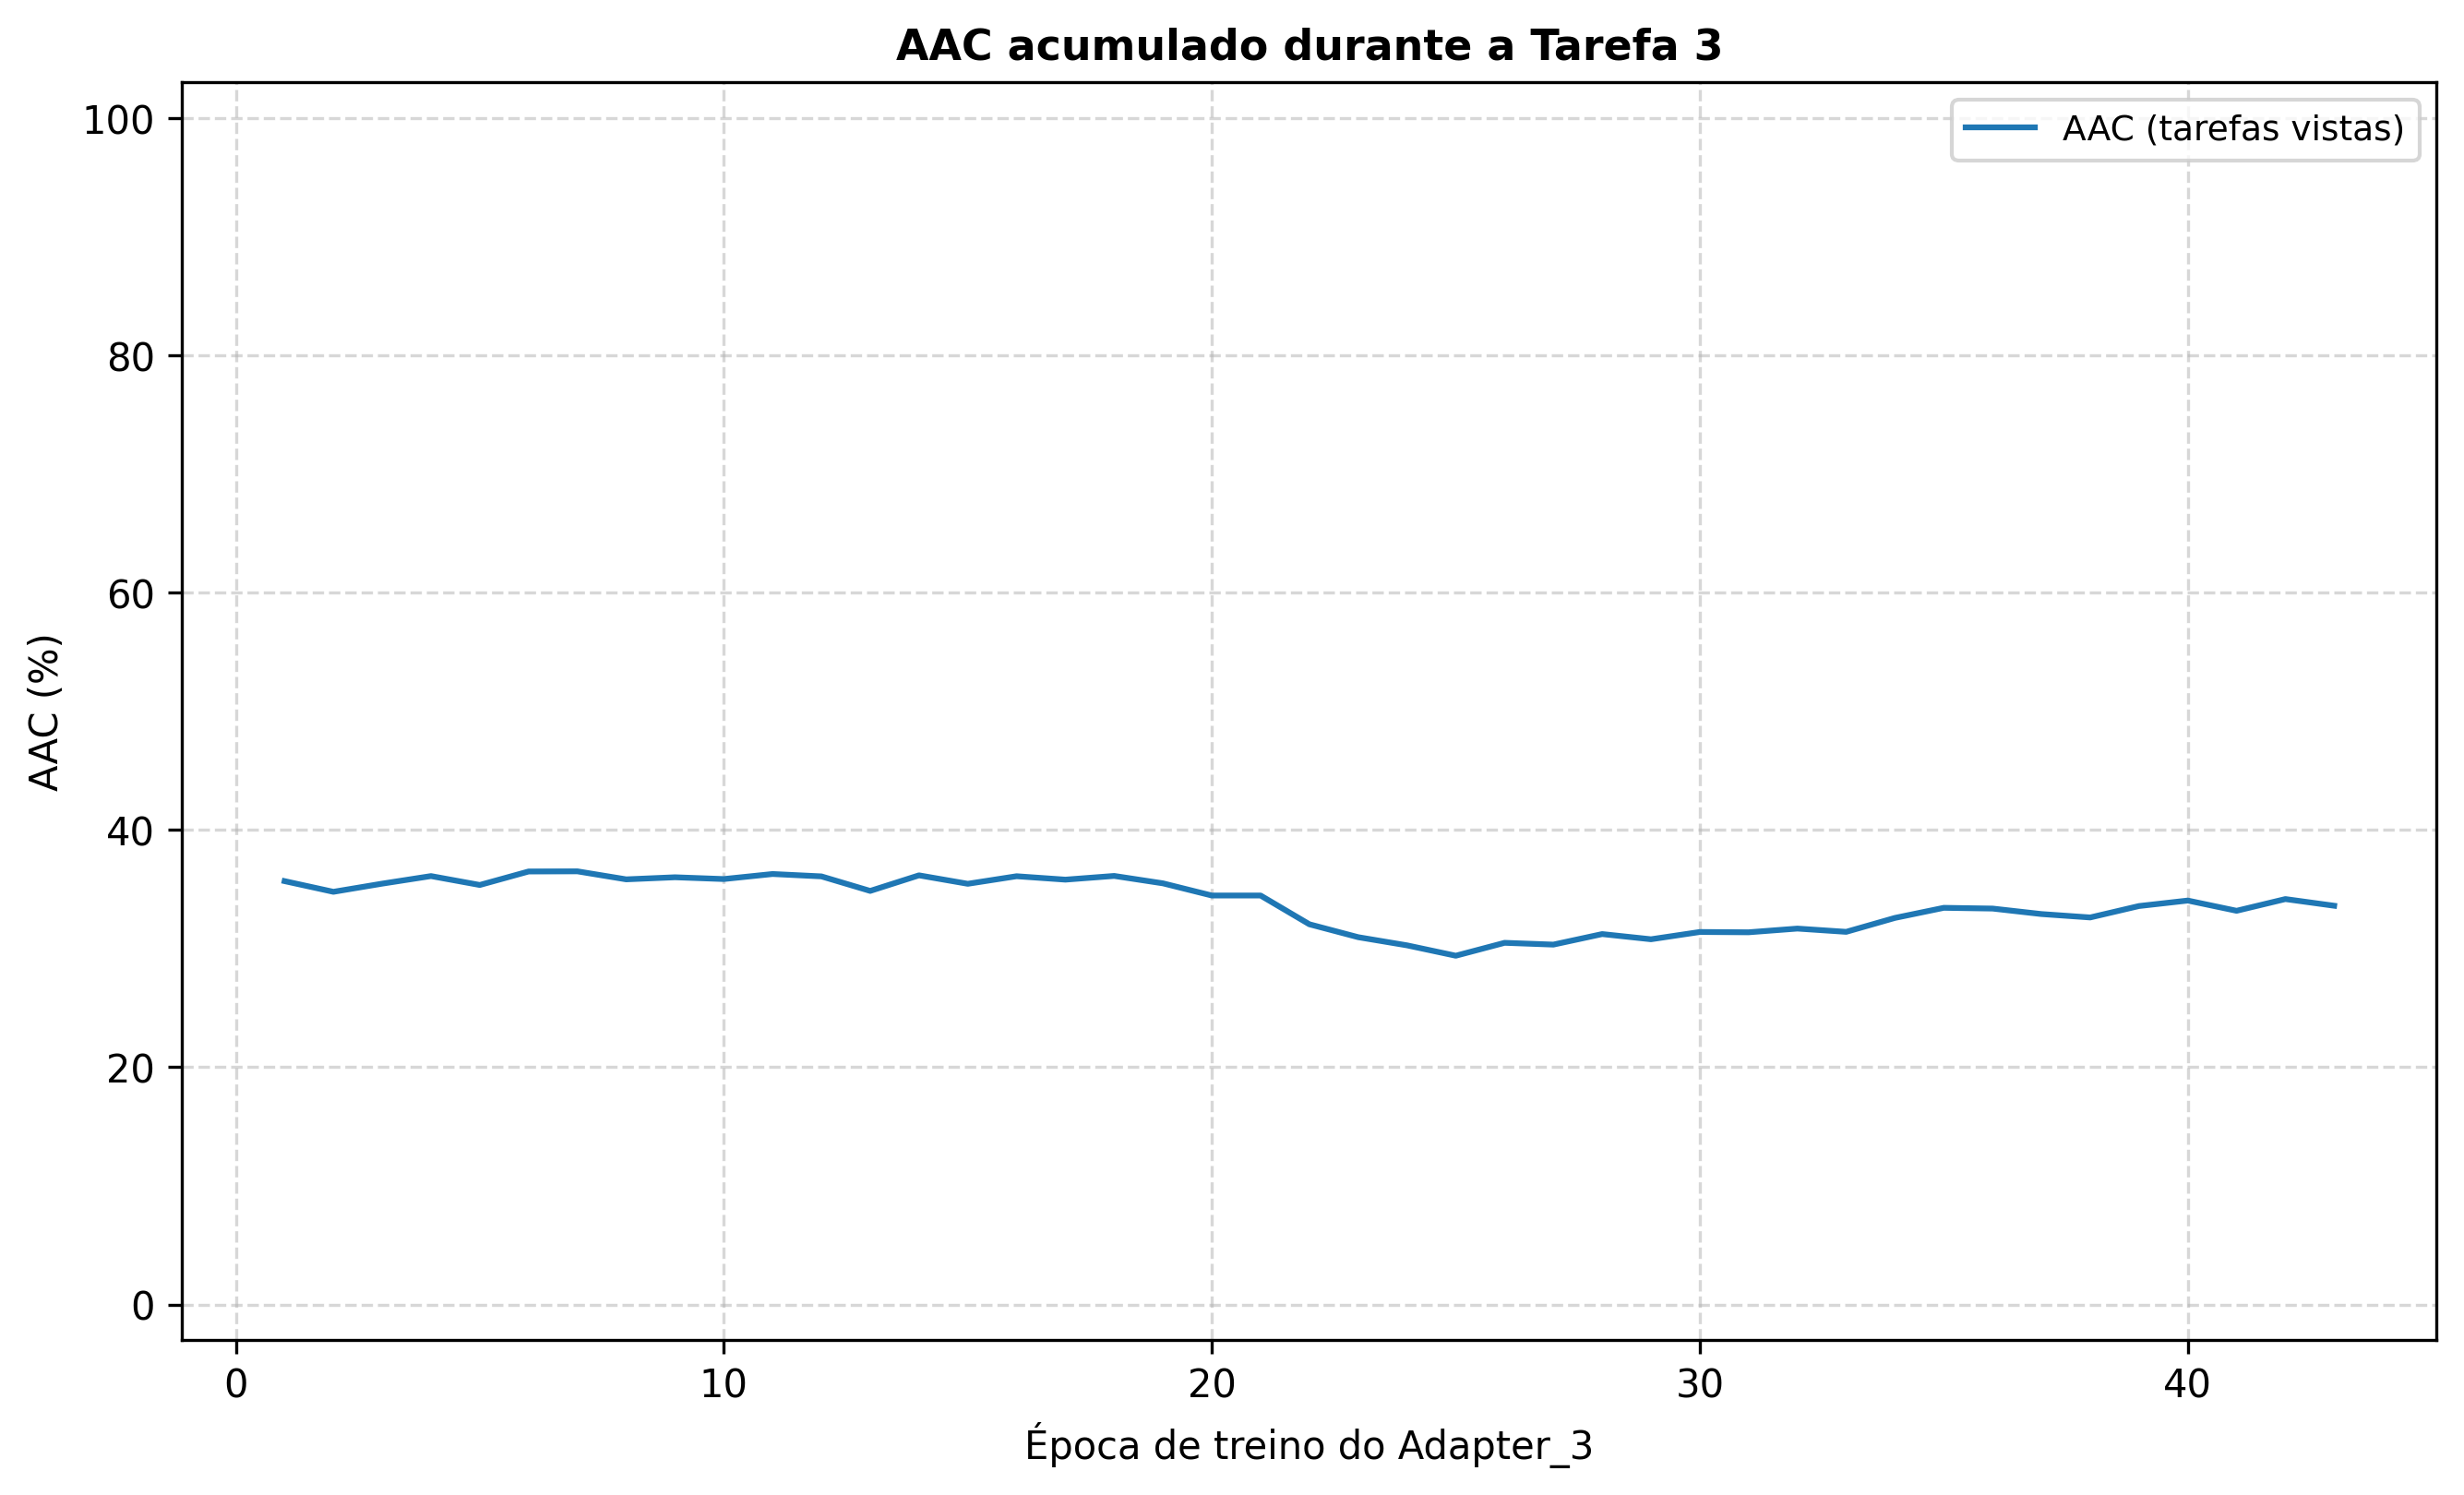 AAC acumulado durante a Tarefa 3
AAC (tarefas vistas)
100
80
60
40
20
0
AAC (%)
0 10 20 30 40
Época de treino do Adapter_3